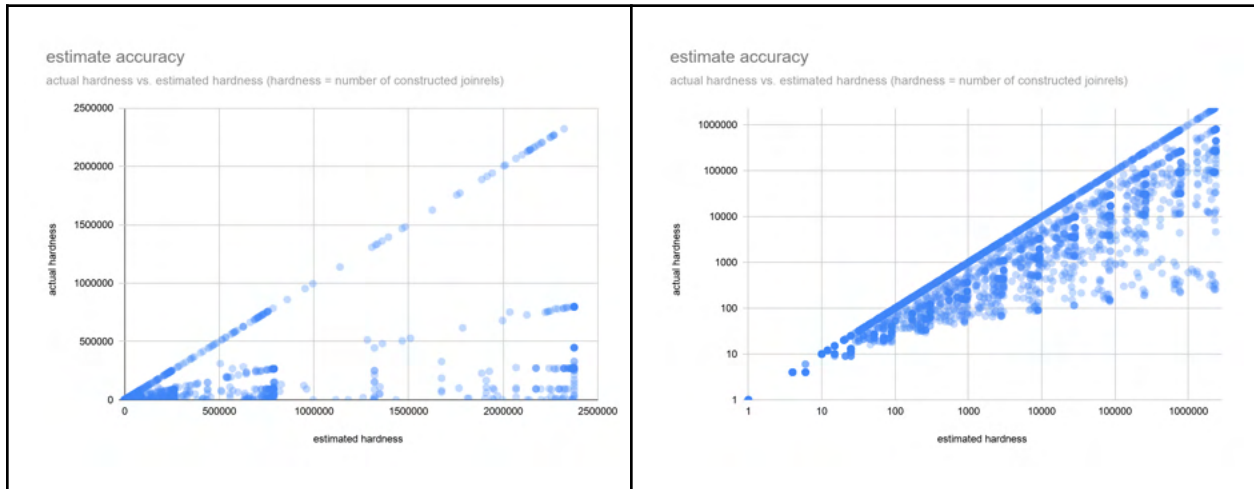 estimate accuracy
actual hardness vs. estimated hardness (hardness = number of constructed joinrels)
2500000
2000000
1500000
1000000
500000
0
actual hardness
0 500000 1000000 1500000 2000000 2500000
estimated hardness
estimate accuracy
actual hardness vs. estimated hardness (hardness = number of constructed joinrels)
1000000
100000
10000
1000
100
10
1
actual hardness
1 10 100 1000 10000 100000 1000000
estimated hardness